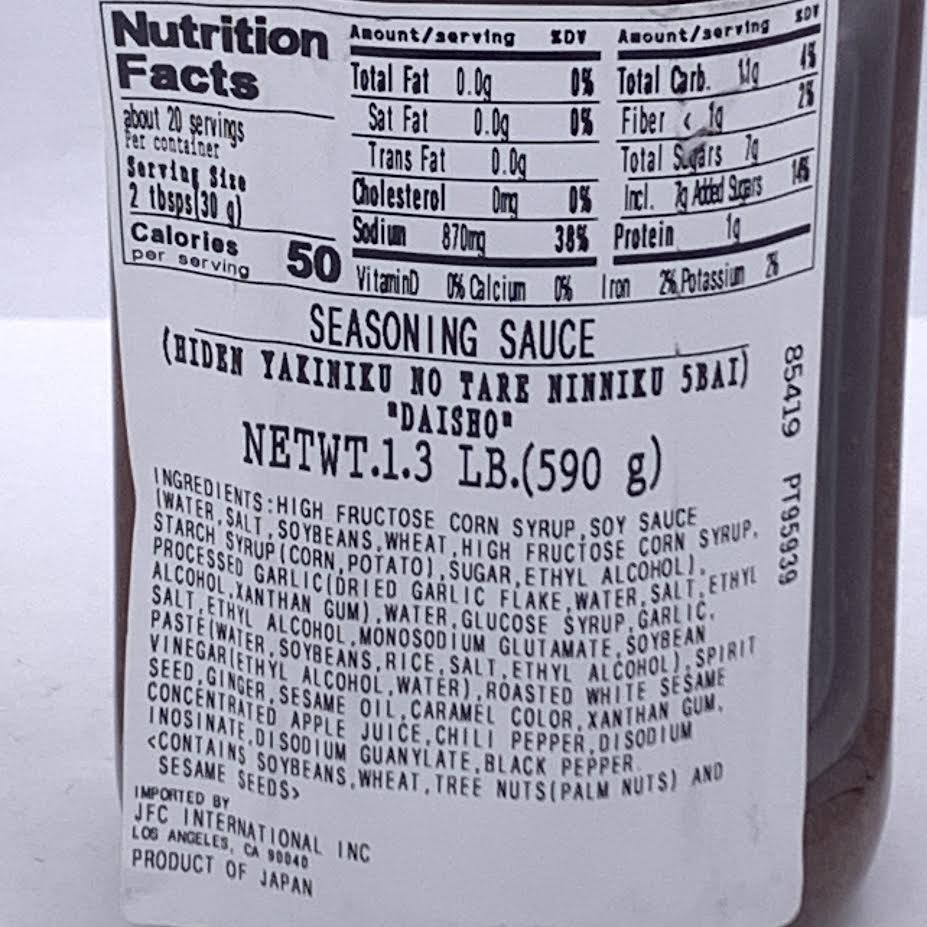 Nutrition
Facts
about 20 servings
Per container
Serving Size
2 tbsps(30 g)
Calories
per serving 50
Amount/serving %DV
Total Fat 0.0g 0%
Sat Fat 0.0g 0%
Trans Fat 0.0g
Cholesterol 0mg 0%
Sodium 870mg 38%
Amount/serving %DV
Total Carb. 11g 4%
Fiber < 1g 2%
Total Sugars 7g
Incl. 7g Added Sugars 14%
Protein 1g
VitaminD 0% Calcium 0% Iron 2% Potassium 2%
SEASONING SAUCE
(HIDEN YAKINIKU NO TARE NINNIKU 5BAI)
"DAISHO"
NETWT.1.3 LB.(590 g)
85419 PT95939
INGREDIENTS:HIGH FRUCTOSE CORN SYRUP,SOY SAUCE
(WATER,SALT,SOYBEANS,WHEAT,HIGH FRUCTOSE CORN SYRUP,
STARCH SYRUP(CORN,POTATO),SUGAR,ETHYL ALCOHOL),
PROCESSED GARLIC(DRIED GARLIC FLAKE,WATER,SALT,ETHYL
ALCOHOL,XANTHAN GUM),WATER,GLUCOSE SYRUP,GARLIC,
SALT,ETHYL ALCOHOL,MONOSODIUM GLUTAMATE,SOYBEAN
PASTE(WATER,SOYBEANS,RICE,SALT,ETHYL ALCOHOL),SPIRIT
VINEGAR(ETHYL ALCOHOL,WATER),ROASTED WHITE SESAME
SEED,GINGER,SESAME OIL,CARAMEL COLOR,XANTHAN GUM,
CONCENTRATED APPLE JUICE,CHILI PEPPER,DISODIUM
INOSINATE,DISODIUM GUANYLATE,BLACK PEPPER.
<CONTAINS SOYBEANS,WHEAT,TREE NUTS(PALM NUTS) AND
SESAME SEEDS>
IMPORTED BY
JFC INTERNATIONAL INC
LOS ANGELES, CA 90040
PRODUCT OF JAPAN